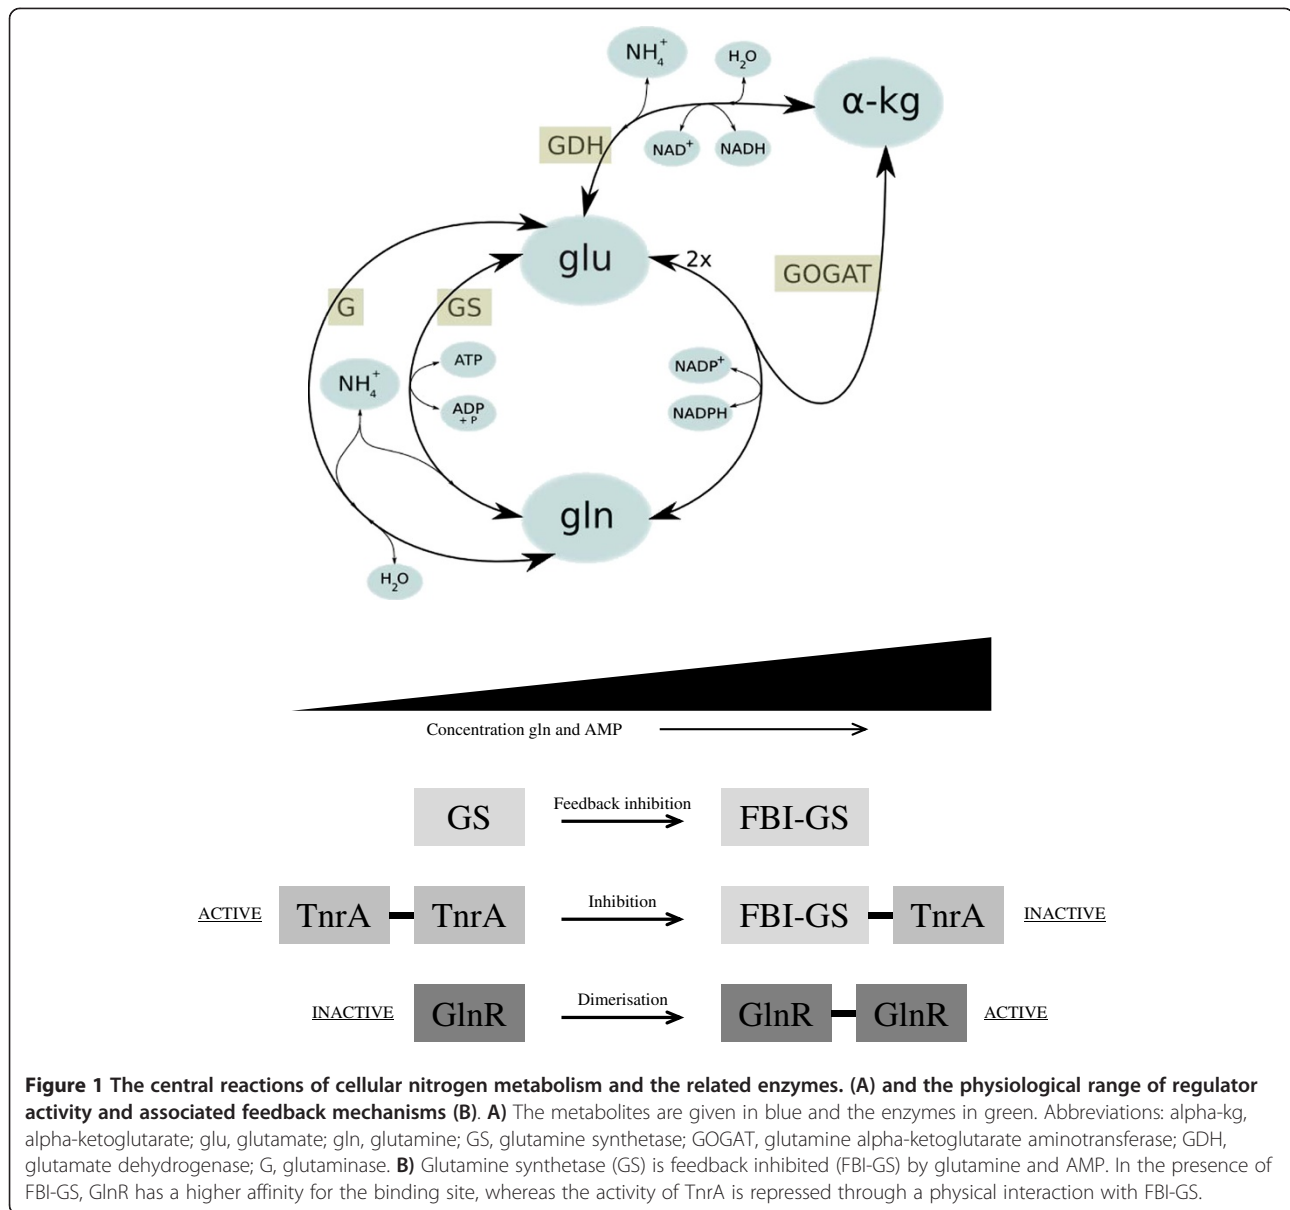 NH4+
H2O
α-kg
GDH
NAD+
NADH
glu
2x
GOGAT
G
GS
ATP
NH4+
ADP
+ P
NADP+
NADPH
gln
H2O
Concentration gln and AMP
GS
Feedback inhibition
FBI-GS
ACTIVE
TnrA
TnrA
Inhibition
FBI-GS
TnrA
INACTIVE
INACTIVE
GlnR
Dimerisation
GlnR
GlnR
ACTIVE
Figure 1 The central reactions of cellular nitrogen metabolism and the related enzymes. (A) and the physiological range of regulator
activity and associated feedback mechanisms (B). A) The metabolites are given in blue and the enzymes in green. Abbreviations: alpha-kg,
alpha-ketoglutarate; glu, glutamate; gln, glutamine; GS, glutamine synthetase; GOGAT, glutamine alpha-ketoglutarate aminotransferase; GDH,
glutamate dehydrogenase; G, glutaminase. B) Glutamine synthetase (GS) is feedback inhibited (FBI-GS) by glutamine and AMP. In the presence of
FBI-GS, GlnR has a higher affinity for the binding site, whereas the activity of TnrA is repressed through a physical interaction with FBI-GS.